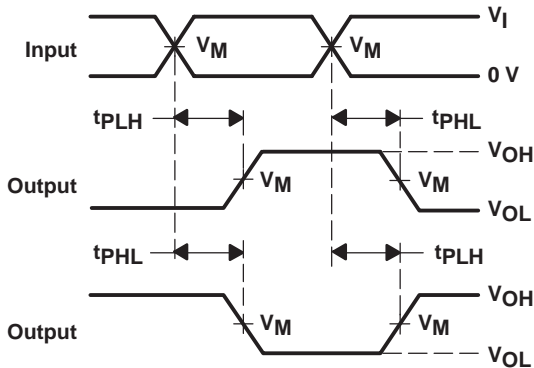 VI
Input VM VM
0 V
tPLH tPHL
VOH
Output VM VM
VOL
tPHL tPLH
VOH
Output VM VM
VOL